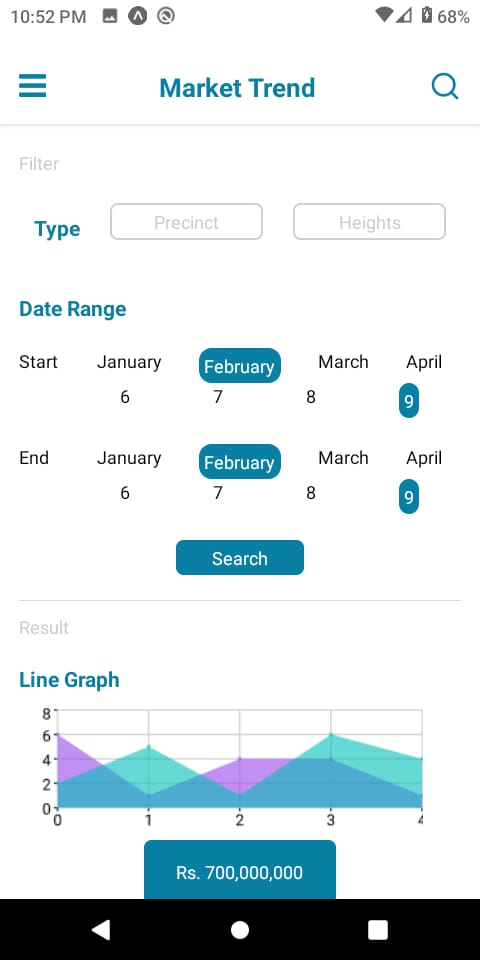 10:52 PM 68%
Market Trend
Filter
Type Precinct Heights
Date Range
Start January February March April
6 7 8 9
End January February March April
6 7 8 9
Search
Result
Line Graph
8
6
4
2
0
0 1 2 3 4
Rs. 700,000,000